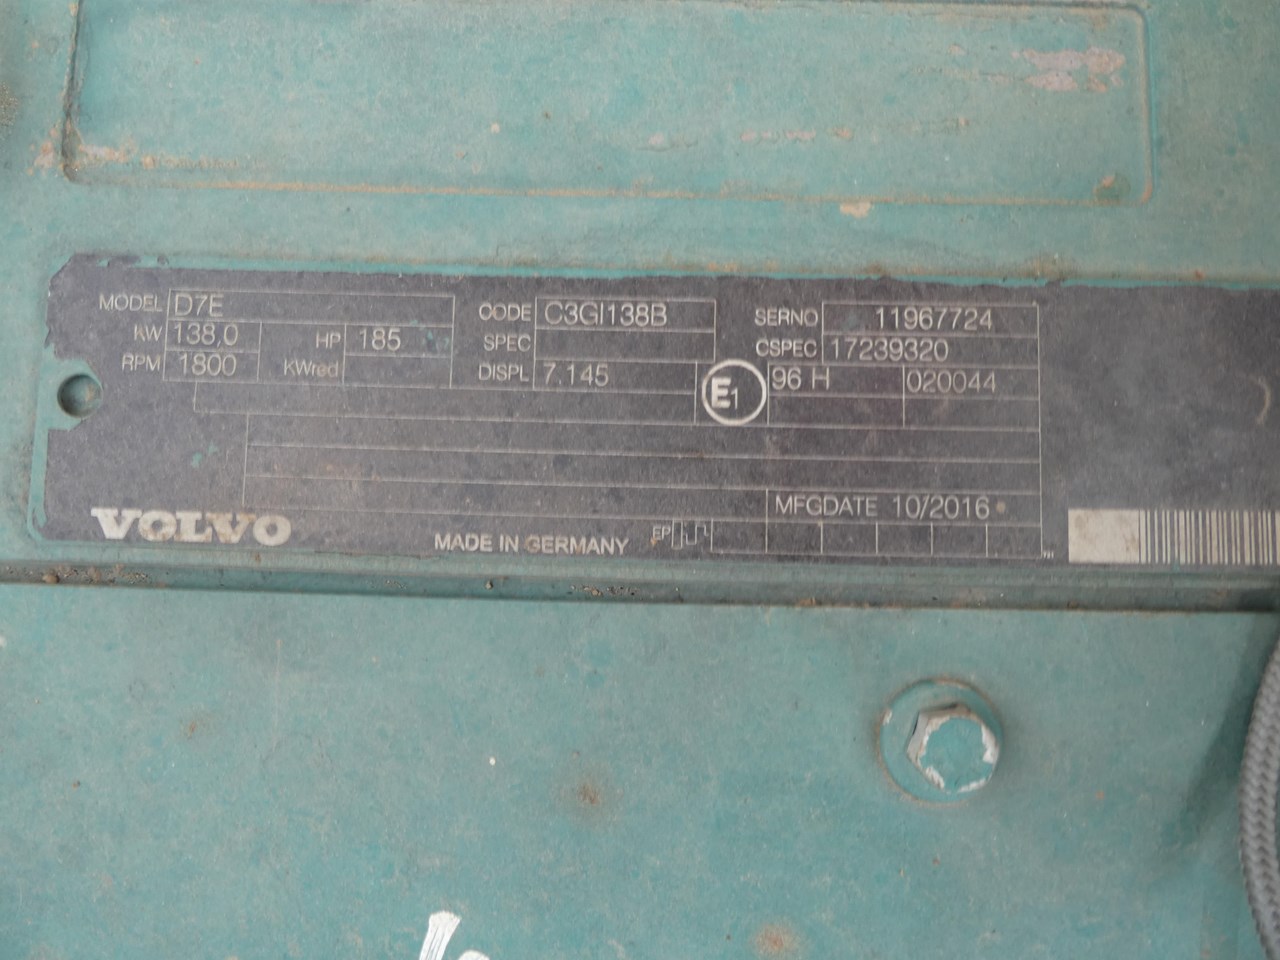 MODEL D7E CODE C3GI138B SERNO 11967724
KW 138,0 HP 185 SPEC CSPEC 17239320
RPM 1800 KWred DISPL 7.145 E1 96 H 020044
MFGDATE 10/2016
VOLVO MADE IN GERMANY EP